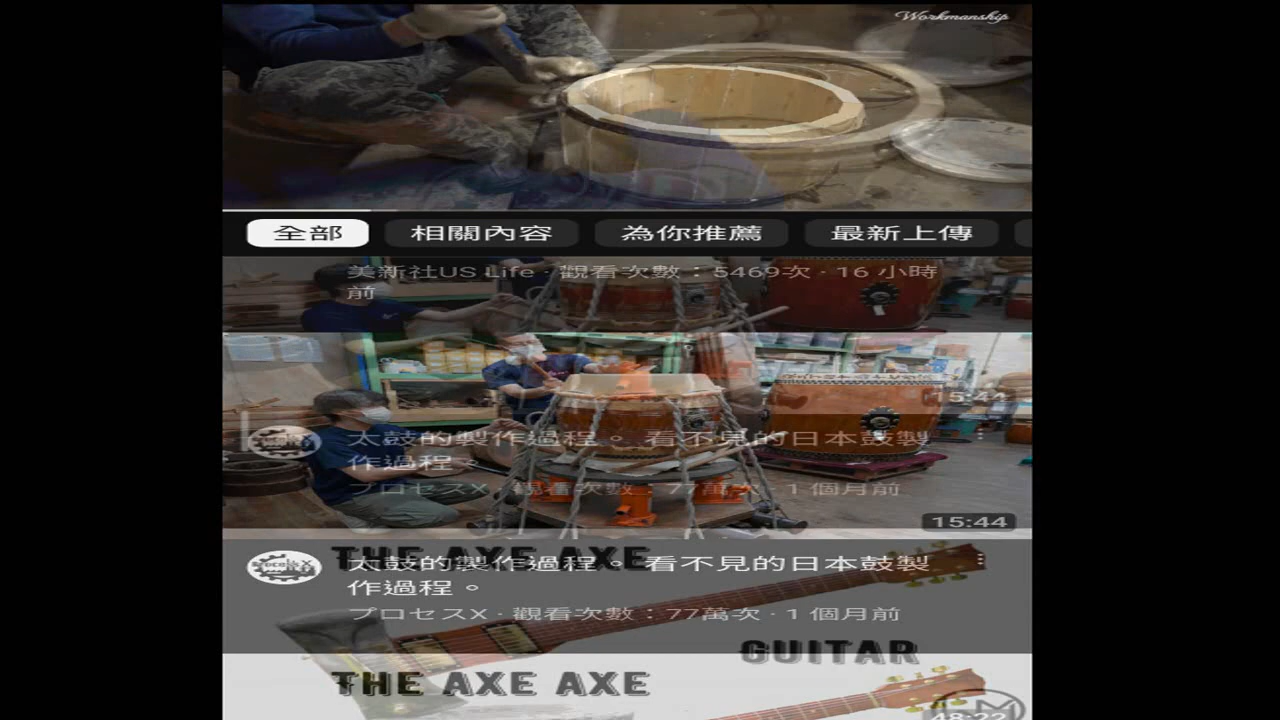 Workmanship
全部
相關內容
為你推薦
最新上傳
美新社US Life · 觀看次數：5469次 · 16 小時
前
15:44
太鼓的製作過程。 看不見的日本鼓製
作過程。
プロセスX · 觀看次數：77萬次 · 1 個月前
15:44
THE AXE AXE
太鼓的製作過程。 看不見的日本鼓製
作過程。
プロセスX · 觀看次數：77萬次 · 1 個月前
GUITAR
THE AXE AXE
48:22